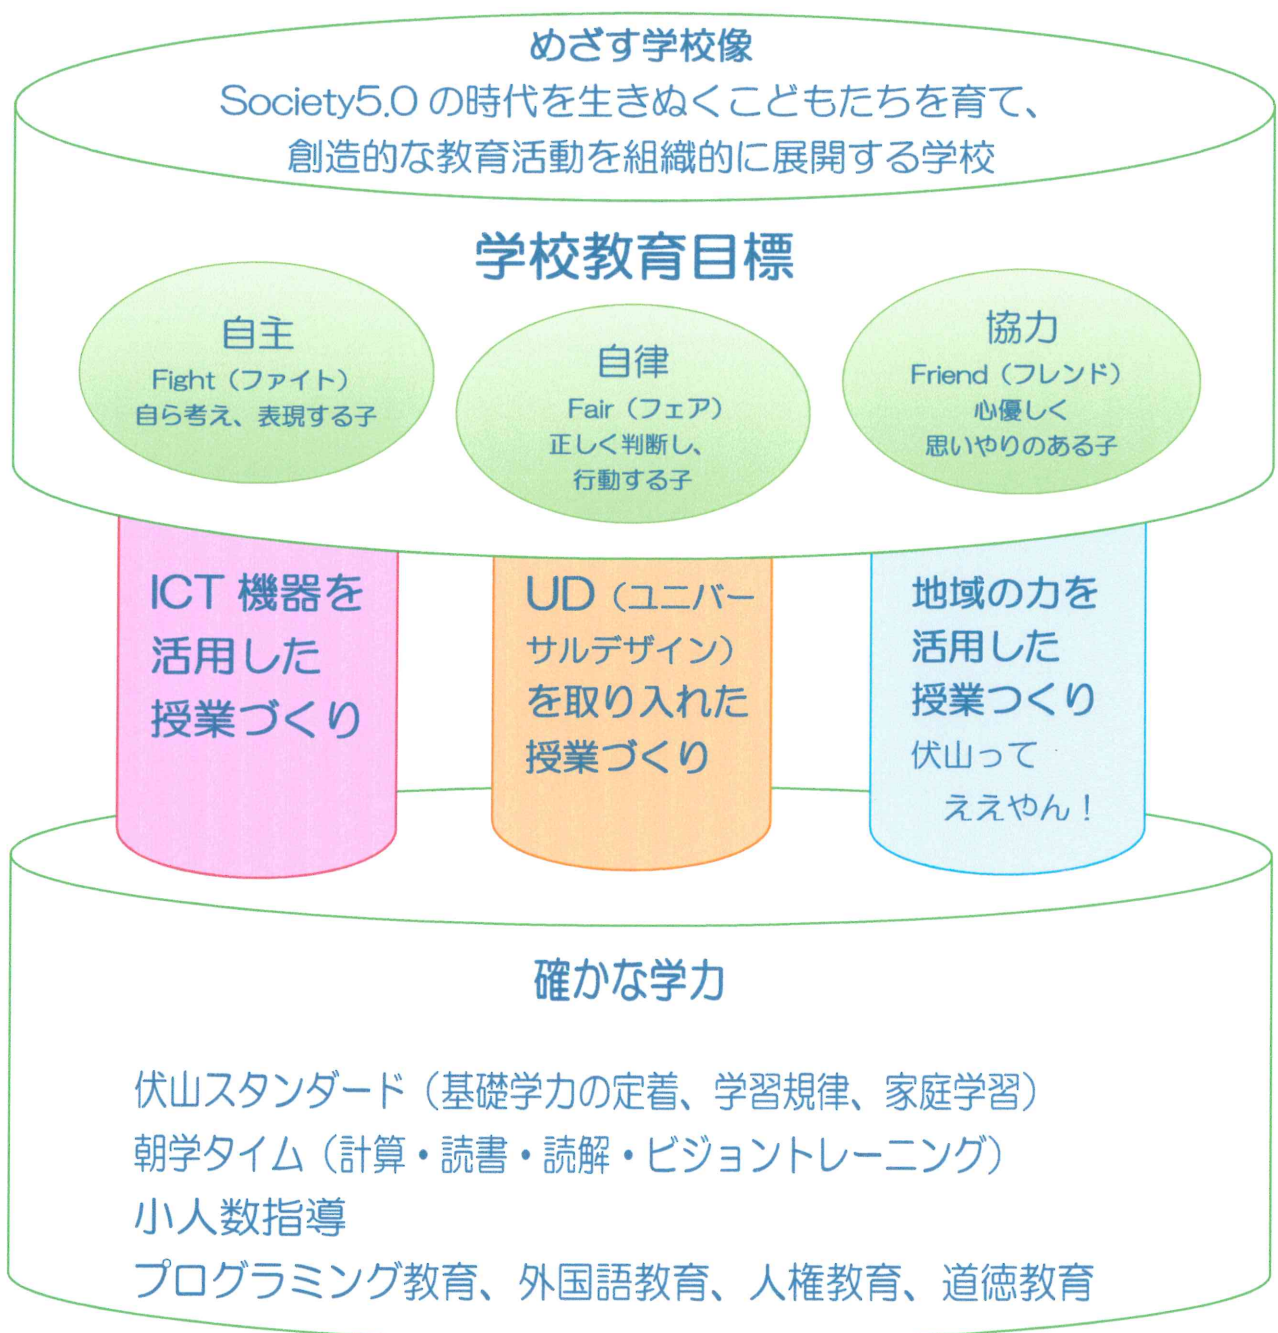 めざす学校像
Society5.0 の時代を生きぬくこどもたちを育て、
創造的な教育活動を組織的に展開する学校
学校教育目標
自主
Fight(ファイト)
自ら考え、表現する子
自律
Fair(フェア)
正しく判断し、
行動する子
協力
Friend(フレンド)
心優しく
思いやりのある子
ICT 機器を
活用した
授業づくり
UD(ユニバー
サルデザイン)
を取り入れた
授業づくり
地域の力を
活用した
授業つくり
伏山って
ええやん!
確かな学力
伏山スタンダード(基礎学力の定着、学習規律、家庭学習)
朝学タイム(計算・読書・読解・ビジョントレーニング)
小人数指導
プログラミング教育、外国語教育、人権教育、道徳教育